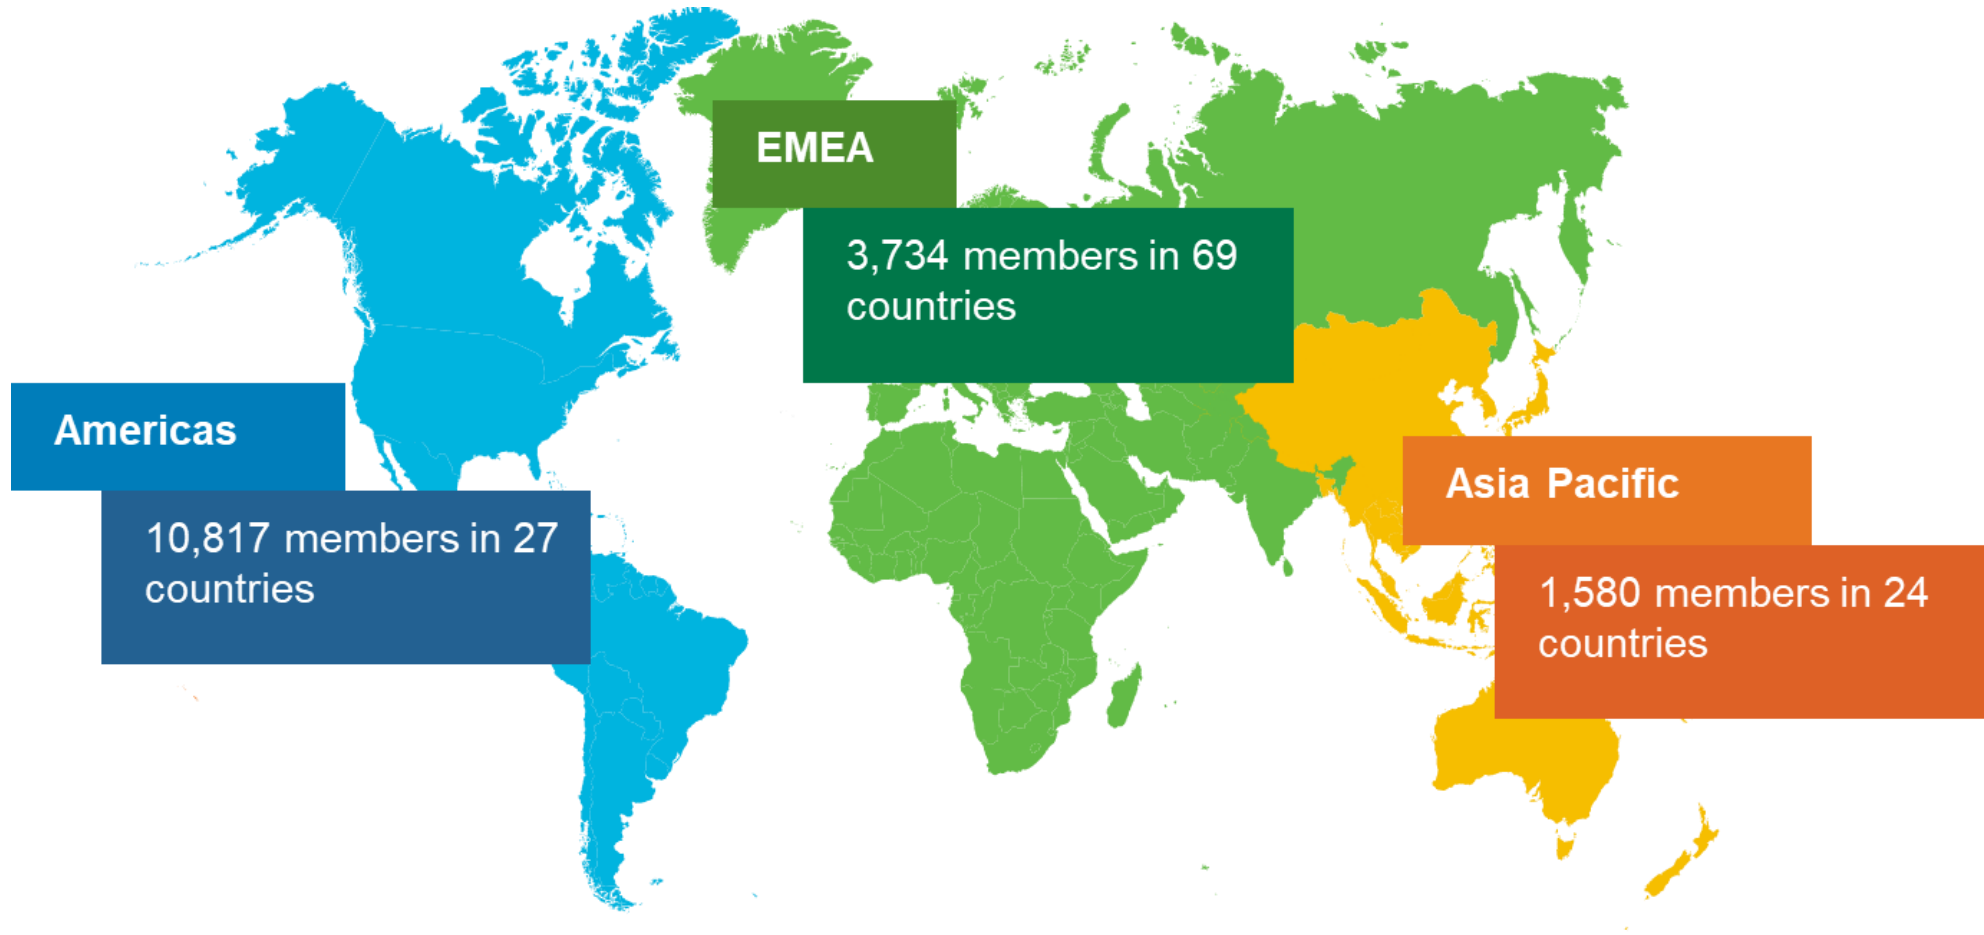 EMEA
3,734 members in 69
countries
Americas
10,817 members in 27
countries
Asia Pacific
1,580 members in 24
countries